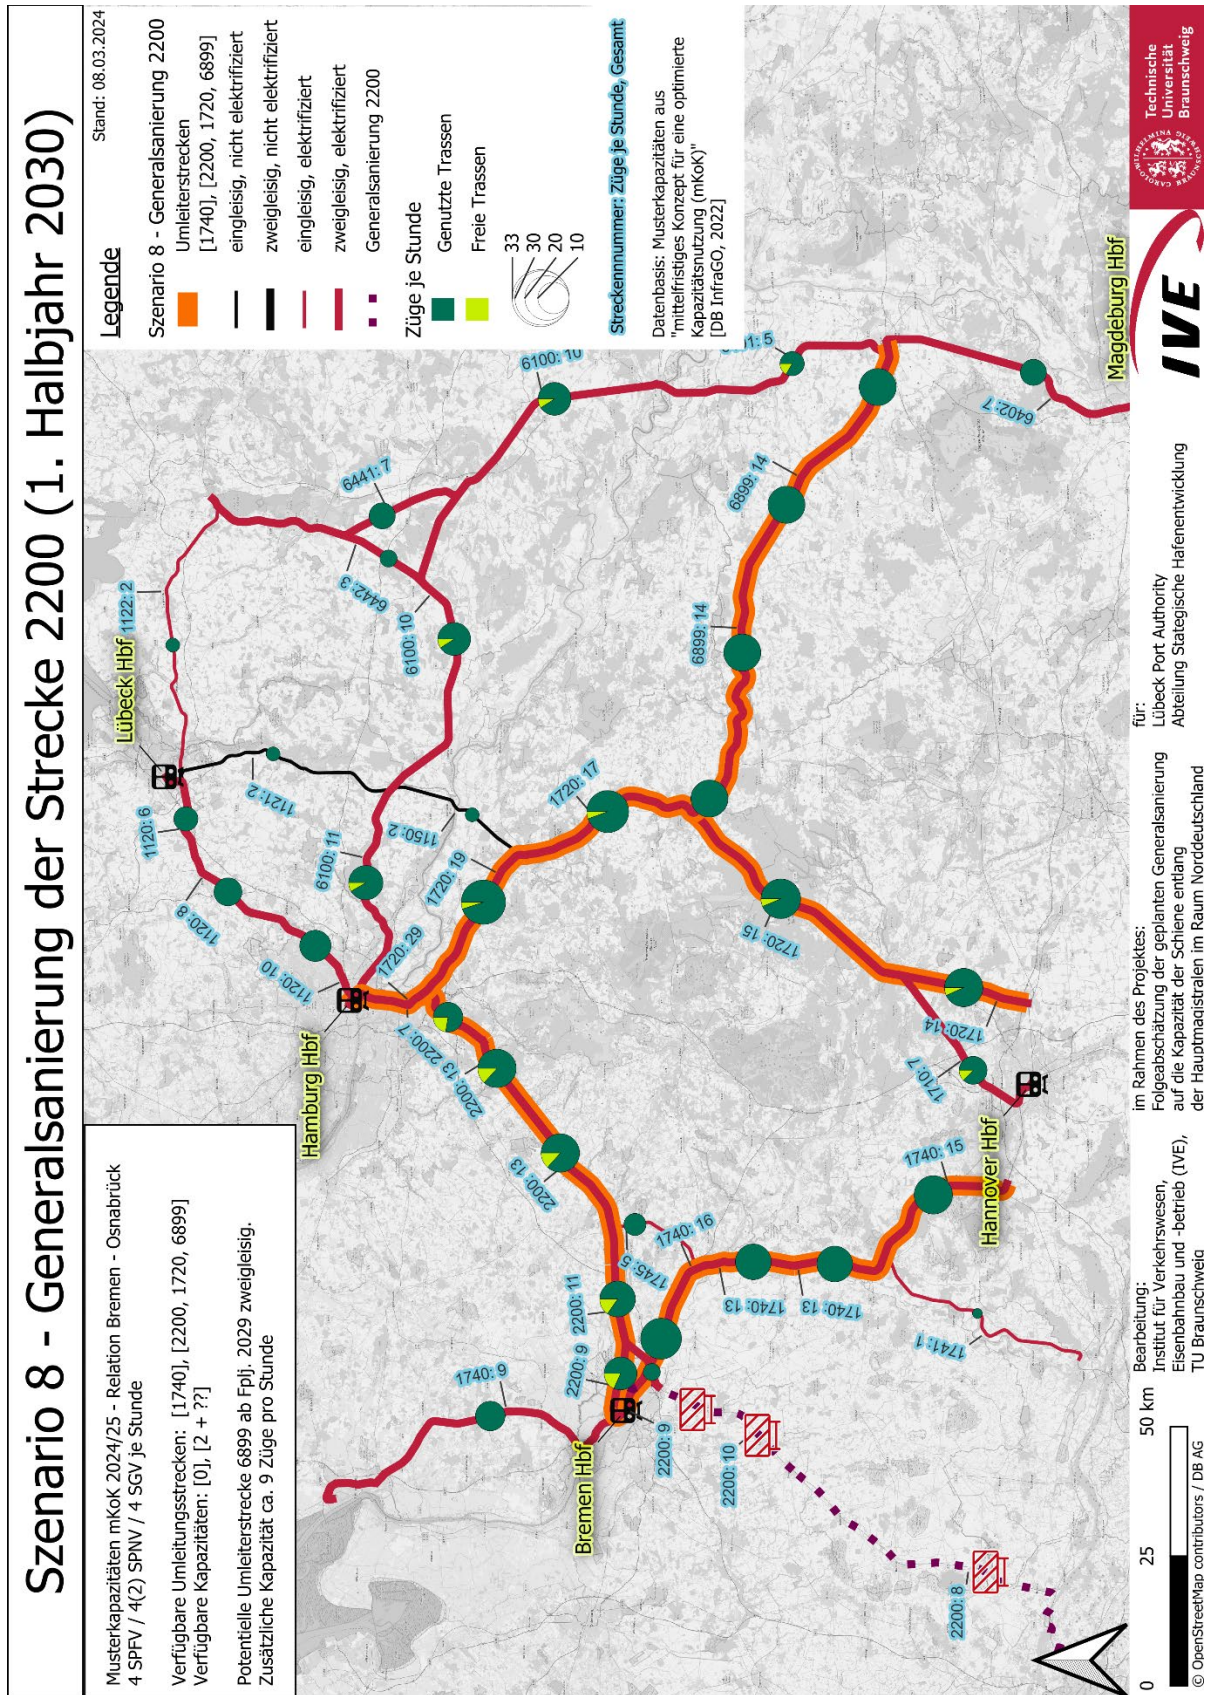 Szenario 8 - Generalsanierung der Strecke 2200 (1. Halbjahr 2030)
Musterkapazitäten mKoK 2024/25 - Relation Bremen - Osnabrück
4 SPFV / 4(2) SPNV / 4 SGV je Stunde
Verfügbare Umleitungsstrecken: [1740], [2200, 1720, 6899]
Verfügbare Kapazitäten: [0], [2 + ??]
Potentielle Umleiterstrecke 6899 ab Fplj. 2029 zweigleisig.
Zusätzliche Kapazität ca. 9 Züge pro Stunde
Stand: 08.03.2024
Legende
Szenario 8 - Generalsanierung 2200
Umleiterstrecken
[1740], [2200, 1720, 6899]
eingleisig, nicht elektrifiziert
zweigleisig, nicht elektrifiziert
eingleisig, elektrifiziert
zweigleisig, elektrifiziert
Generalsanierung 2200
Züge je Stunde
Genutzte Trassen
Freie Trassen
33
30
20
10
Streckennnummer: Züge je Stunde, Gesamt
Datenbasis: Musterkapazitäten aus
"mittelfristiges Konzept für eine optimierte
Kapazitätsnutzung (mKoK)"
[DB InfraGO, 2022]
Lübeck Hbf
1122: 2
1120: 6
1121: 2
1120: 8
1120: 10
6441: 7
6442: 3
6100: 10
6100: 10
6100: 11
1150: 2
Hamburg Hbf
1720: 29
1720: 19
1720: 17
2200: 7
2200: 13
2200: 13
2200: 11
2200: 9
1740: 9
Bremen Hbf
2200: 9
2200: 10
2200: 8
1745: 5
1740: 16
1740: 13
1740: 13
1740: 15
1741: 1
Hannover Hbf
1710: 7
1720: 14
1720: 15
6899: 14
6899: 14
6402: 7
Magdeburg Hbf
0
25
50 km
© OpenStreetMap contributors / DB AG
Bearbeitung:
Institut für Verkehrswesen,
Eisenbahnbau und -betrieb (IVE),
TU Braunschweig
im Rahmen des Projektes:
Folgeabschätzung der geplanten Generalsanierung
auf die Kapazität der Schiene entlang
der Hauptmagistralen im Raum Norddeutschland
für:
Lübeck Port Authority
Abteilung Stategische Hafenentwicklung
IVE
CAROLO-WILHELMINA
BRAUNSCHWEIG
Technische
Universität
Braunschweig